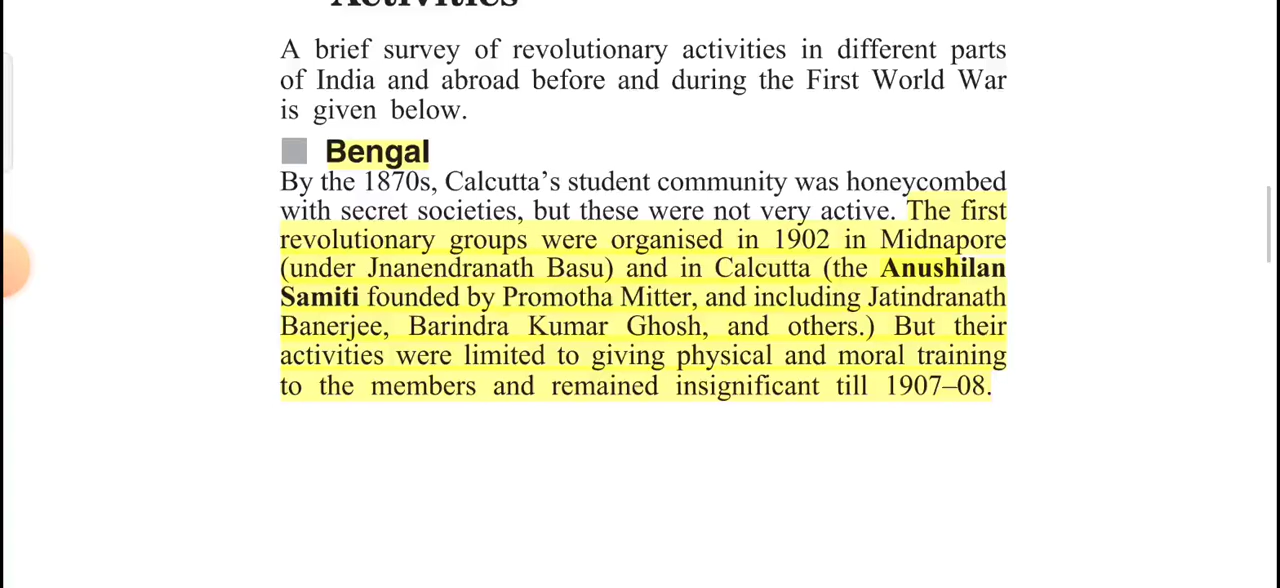 Activities
A brief survey of revolutionary activities in different parts
of India and abroad before and during the First World War
is given below.
Bengal
By the 1870s, Calcutta’s student community was honeycombed
with secret societies, but these were not very active. The first
revolutionary groups were organised in 1902 in Midnapore
(under Jnanendranath Basu) and in Calcutta (the Anushilan
Samiti founded by Promotha Mitter, and including Jatindranath
Banerjee, Barindra Kumar Ghosh, and others.) But their
activities were limited to giving physical and moral training
to the members and remained insignificant till 1907–08.